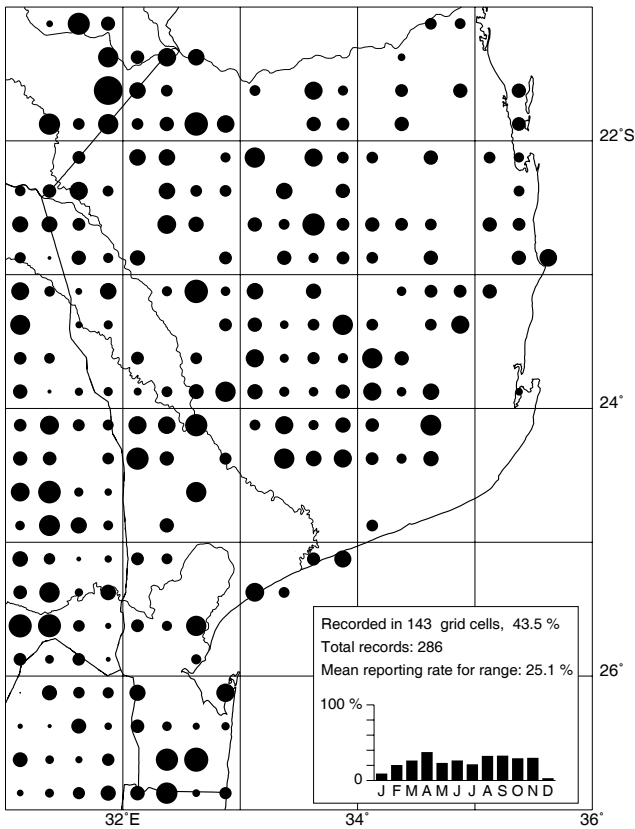 22˚S
24˚
Recorded in 143 grid cells, 43.5 %
Total records: 286
Mean reporting rate for range: 25.1 %
26˚
100 %
0
J F M A M J J A S O N D
32˚E
34˚
36˚